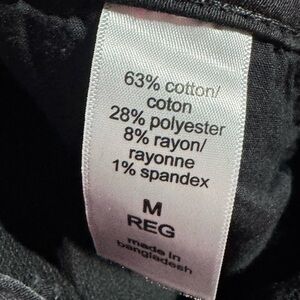 63% cotton/
coton
28% polyester
8% rayon/
rayonne
1% spandex
M
REG
made in
bangladesh